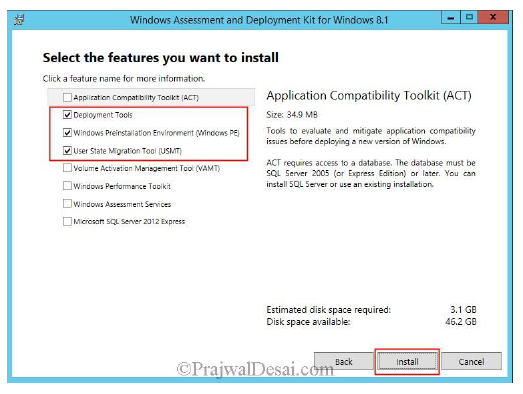 Windows Assessment and Deployment Kit for Windows 8.1
Select the features you want to install
Click a feature name for more information.
Application Compatibility Toolkit (ACT)
Deployment Tools
Windows Preinstallation Environment (Windows PE)
User State Migration Tool (USMT)
Volume Activation Management Tool (VAMT)
Windows Performance Toolkit
Windows Assessment Services
Microsoft SQL Server 2012 Express
Application Compatibility Toolkit (ACT)
Size: 34.9 MB
Tools to evaluate and mitigate application compatibility
issues before deploying a new version of Windows.
ACT requires access to a database. The database must be
SQL Server 2005 (or Express Edition) or later. You can
install SQL Server or use an existing installation.
Estimated disk space required: 3.1 GB
Disk space available: 46.2 GB
Back Install Cancel
©PrajwalDesai.com